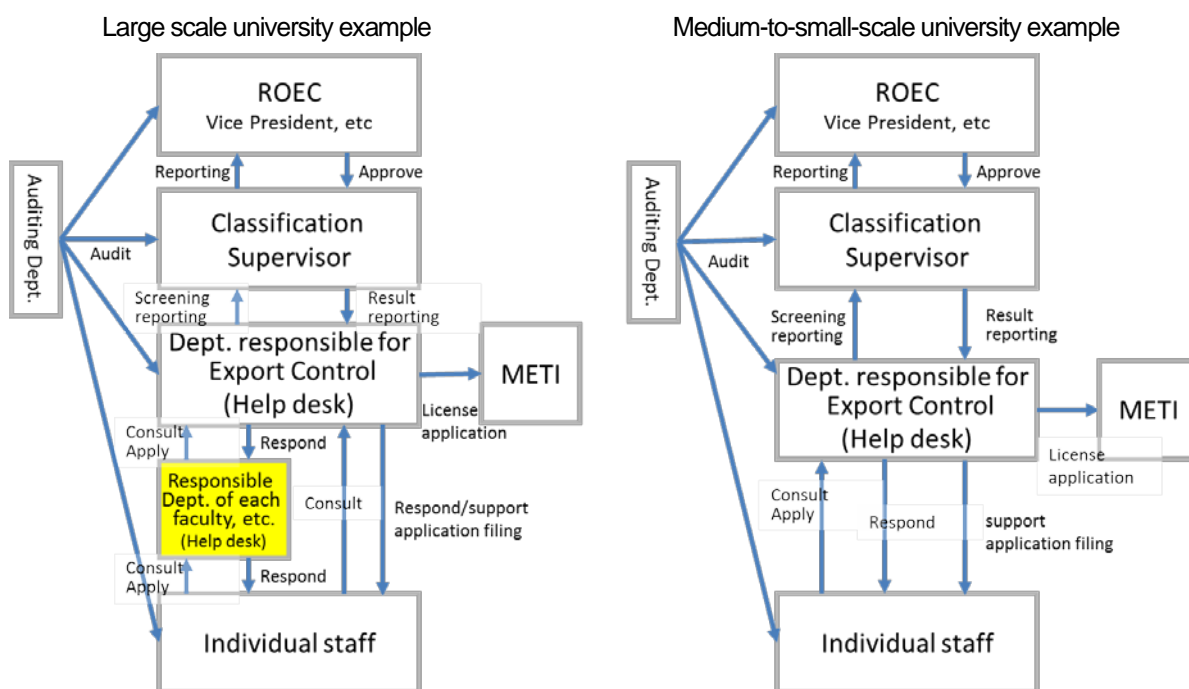 Large scale university example
ROEC
Vice President, etc
Reporting
Approve
Auditing Dept.
Classification
Supervisor
Audit
Screening
reporting
Result
reporting
Dept. responsible for
Export Control
(Help desk)
METI
License
application
Consult
Apply
Respond
Responsible
Dept. of each
faculty, etc.
(Help desk)
Consult
Respond/support
application filing
Consult
Apply
Respond
Individual staff
Medium-to-small-scale university example
ROEC
Vice President, etc
Reporting
Approve
Auditing Dept.
Classification
Supervisor
Audit
Screening
reporting
Result
reporting
Dept. responsible for
Export Control
(Help desk)
METI
License
application
Consult
Apply
Respond
support
application filing
Individual staff